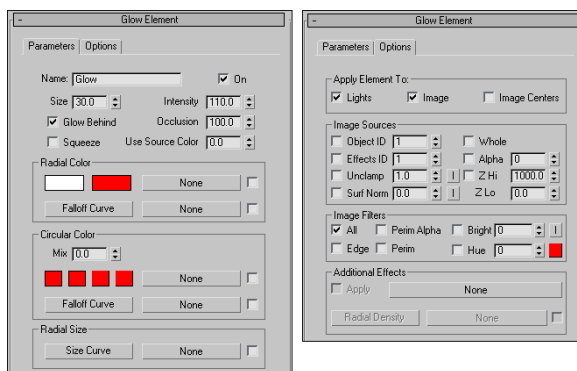 - Glow Element
Parameters Options
Name: Glow On
Size 30.0 Intensity 110.0
Glow Behind Occlusion 100.0
Squeeze Use Source Color 0.0
Radial Color
None
Falloff Curve None
Circular Color
Mix 0.0
None
Falloff Curve None
Radial Size
Size Curve None
- Glow Element
Parameters Options
Apply Element To:
Lights Image Image Centers
Image Sources
Object ID 1 Whole
Effects ID 1 Alpha 0
Unclamp 1.0 I Z Hi 1000.0
Surf Norm 0.0 I Z Lo 0.0
Image Filters
All Perim Alpha Bright 0 I
Edge Perim Hue 0
Additional Effects
Apply None
Radial Density None